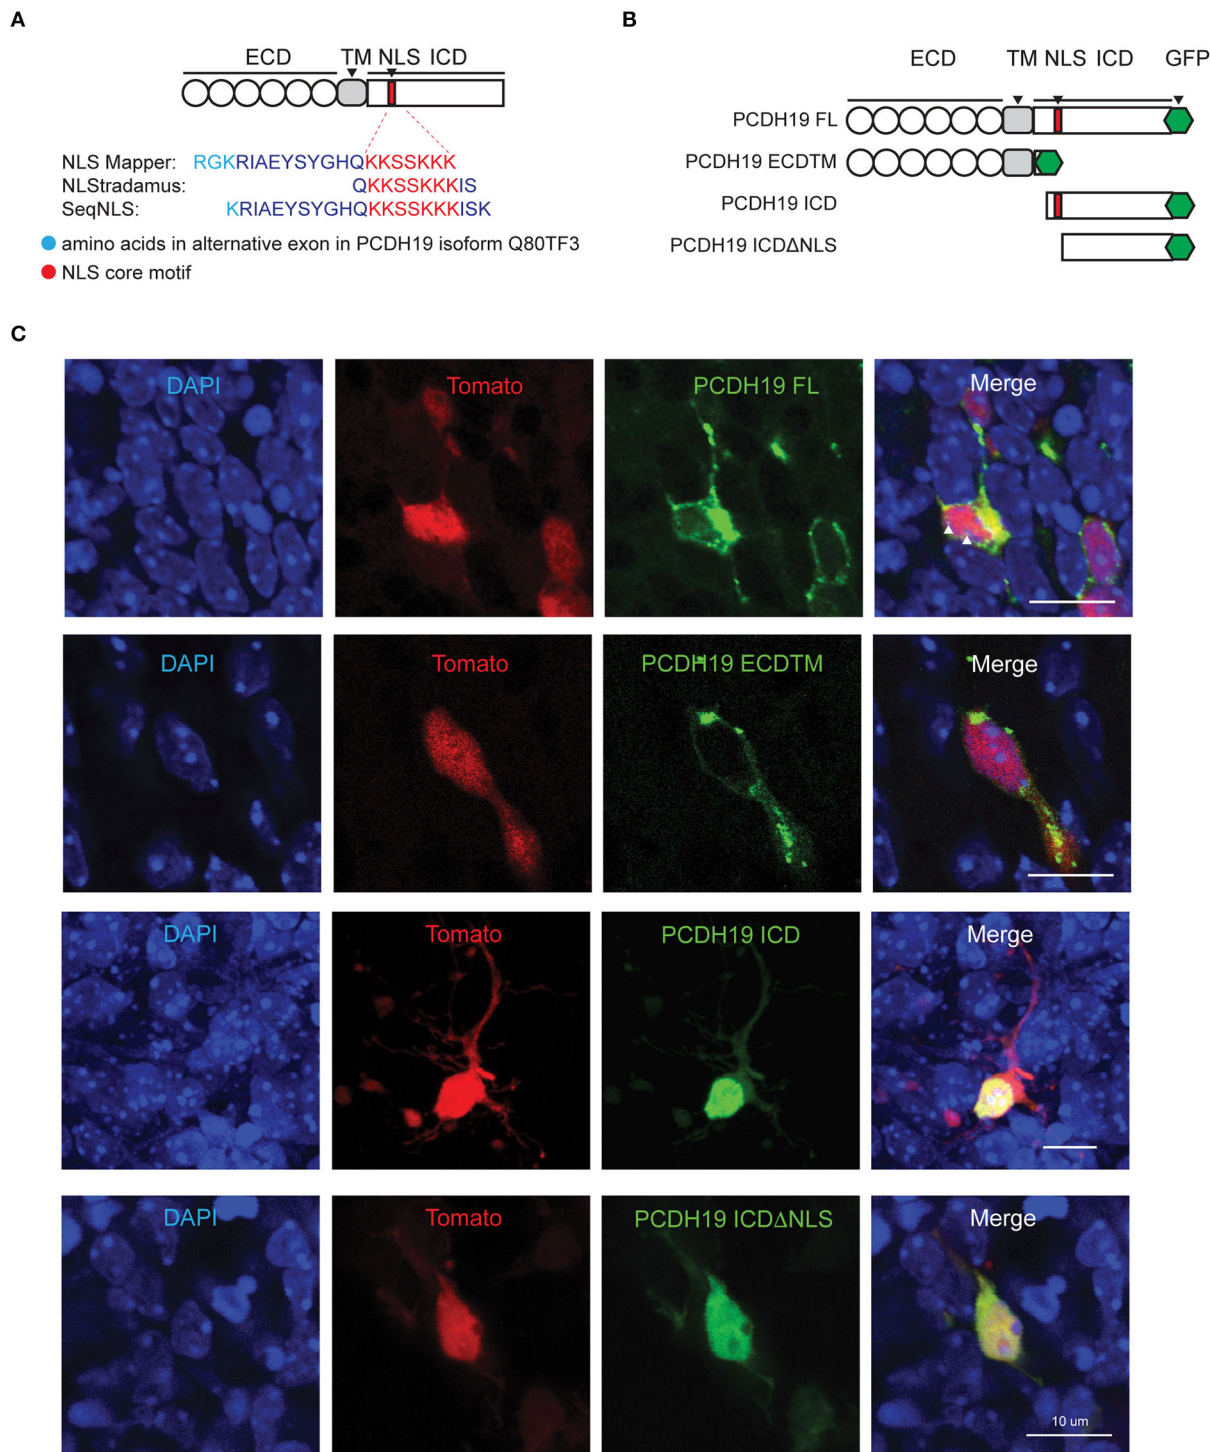 A
ECD TM NLS ICD
NLS Mapper: RGKRIAEYSYGHQKKSSKKK
NLStradamus: QKKSSKKKIS
SeqNLS: KRIAEYSYGHQKKSSKKKISK
amino acids in alternative exon in PCDH19 isoform Q80TF3
NLS core motif
B
ECD TM NLS ICD GFP
PCDH19 FL
PCDH19 ECDTM
PCDH19 ICD
PCDH19 ICDΔNLS
C
DAPI Tomato PCDH19 FL Merge
DAPI Tomato PCDH19 ECDTM Merge
DAPI Tomato PCDH19 ICD Merge
DAPI Tomato PCDH19 ICDΔNLS Merge
10 um